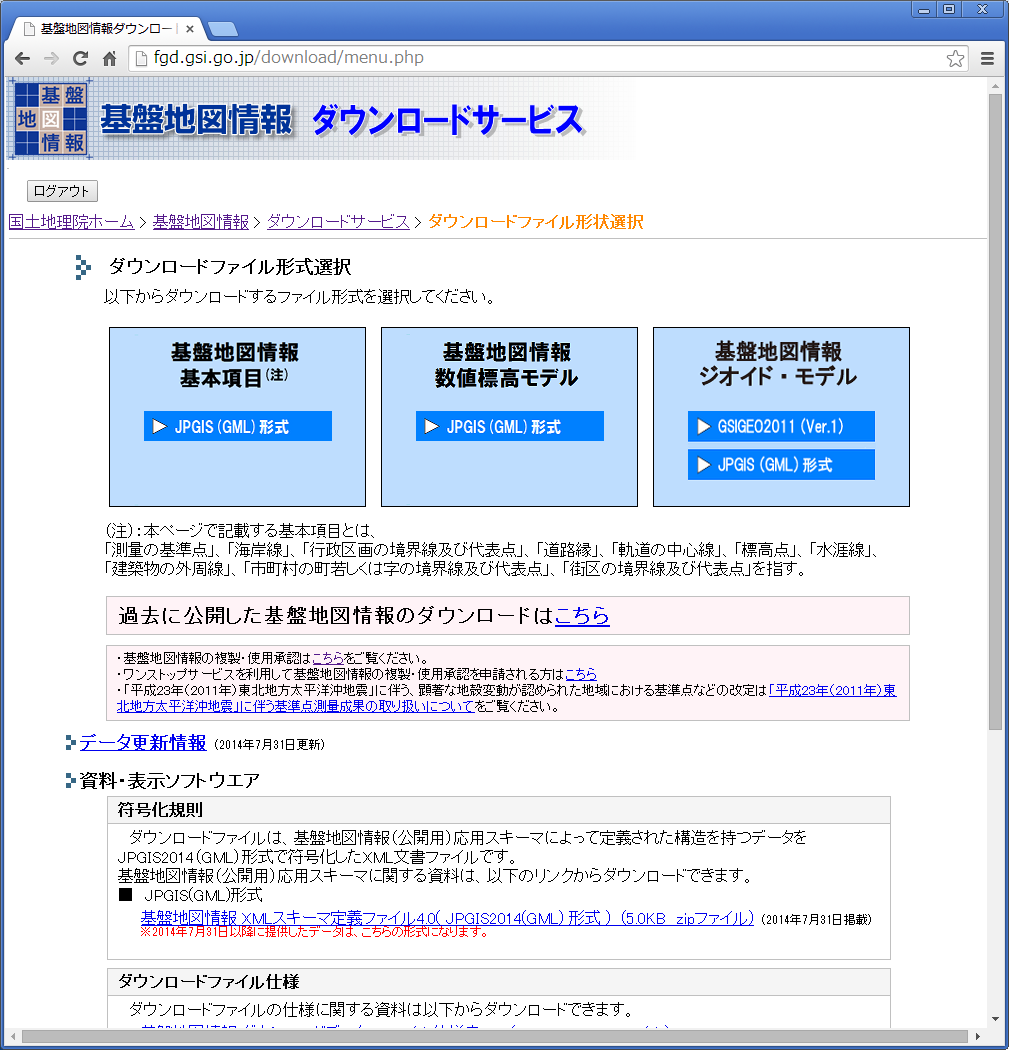 基盤地図情報ダウンロー
fgd.gsi.go.jp/download/menu.php
基盤
地図
情報
基盤地図情報 ダウンロードサービス
ログアウト
国土地理院ホーム > 基盤地図情報 > ダウンロードサービス > ダウンロードファイル形状選択
ダウンロードファイル形式選択
以下からダウンロードするファイル形式を選択してください。
基盤地図情報
基本項目(注)
JPGIS(GML)形式
基盤地図情報
数値標高モデル
JPGIS(GML)形式
基盤地図情報
ジオイド・モデル
GSIGEO2011(Ver.1)
JPGIS (GML)形式
(注):本ページで記載する基本項目とは、
「測量の基準点」、「海岸線」、「行政区画の境界線及び代表点」、「道路縁」、「軌道の中心線」、「標高点」、「水涯線」、
「建築物の外周線」、「市町村の町若しくは字の境界線及び代表点」、「街区の境界線及び代表点」を指す。
過去に公開した基盤地図情報のダウンロードはこちら
・基盤地図情報の複製・使用承認はこちらをご覧ください。
・ワンストップサービスを利用して基盤地図情報の複製・使用承認を申請される方はこちら
・「平成23年(2011年)東北地方太平洋沖地震」に伴う、顕著な地殻変動が認められた地域における基準点などの改定は「平成23年(2011年)東
北地方太平洋沖地震」に伴う基準点測量成果の取り扱いについてをご覧ください。
データ更新情報 (2014年7月31日更新)
資料・表示ソフトウエア
符号化規則
ダウンロードファイルは、基盤地図情報(公開用)応用スキーマによって定義された構造を持つデータを
JPGIS2014(GML)形式で符号化したXML文書ファイルです。
基盤地図情報(公開用)応用スキーマに関する資料は、以下のリンクからダウンロードできます。
■ JPGIS(GML)形式
基盤地図情報 XMLスキーマ定義ファイル4.0( JPGIS2014(GML) 形式 ) (5.0KB zipファイル) (2014年7月31日掲載)
※2014年7月31日以降に提供したデータは、こちらの形式になります。
ダウンロードファイル仕様
ダウンロードファイルの仕様に関する資料は以下からダウンロードできます。